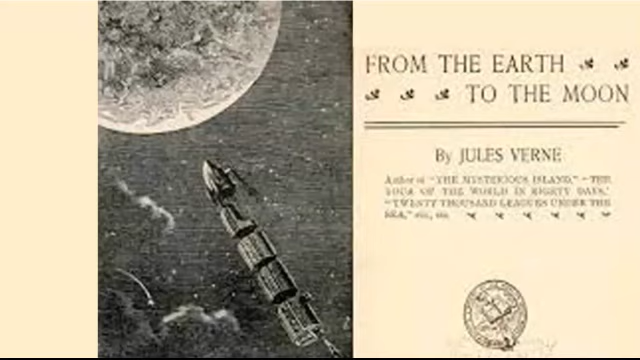 FROM THE EARTH
TO THE MOON
By JULES VERNE
Author of "THE MYSTERIOUS ISLAND," "THE
TOUR OF THE WORLD IN EIGHTY DAYS,"
"TWENTY THOUSAND LEAGUES UNDER THE
SEA," etc., etc.